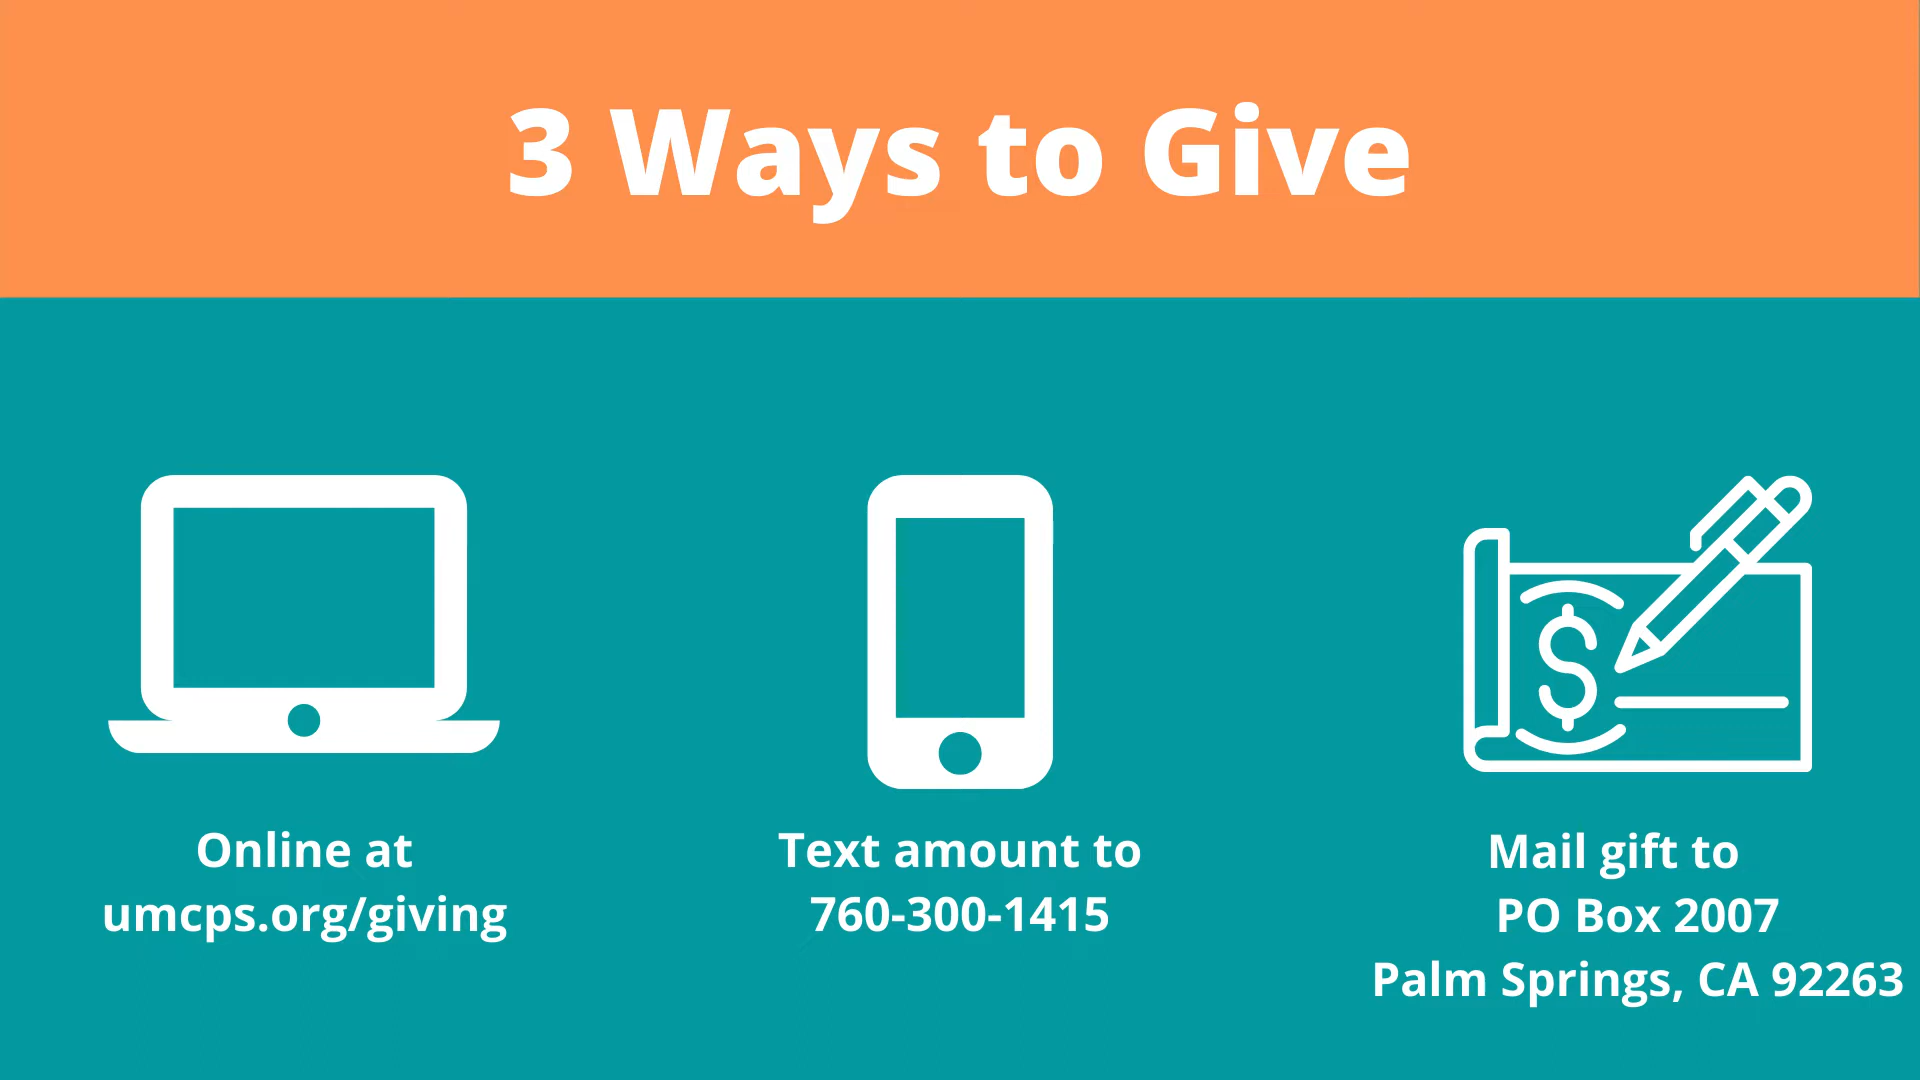 3 Ways to Give
Online at
umcps.org/giving
Text amount to
760-300-1415
Mail gift to
PO Box 2007
Palm Springs, CA 92263